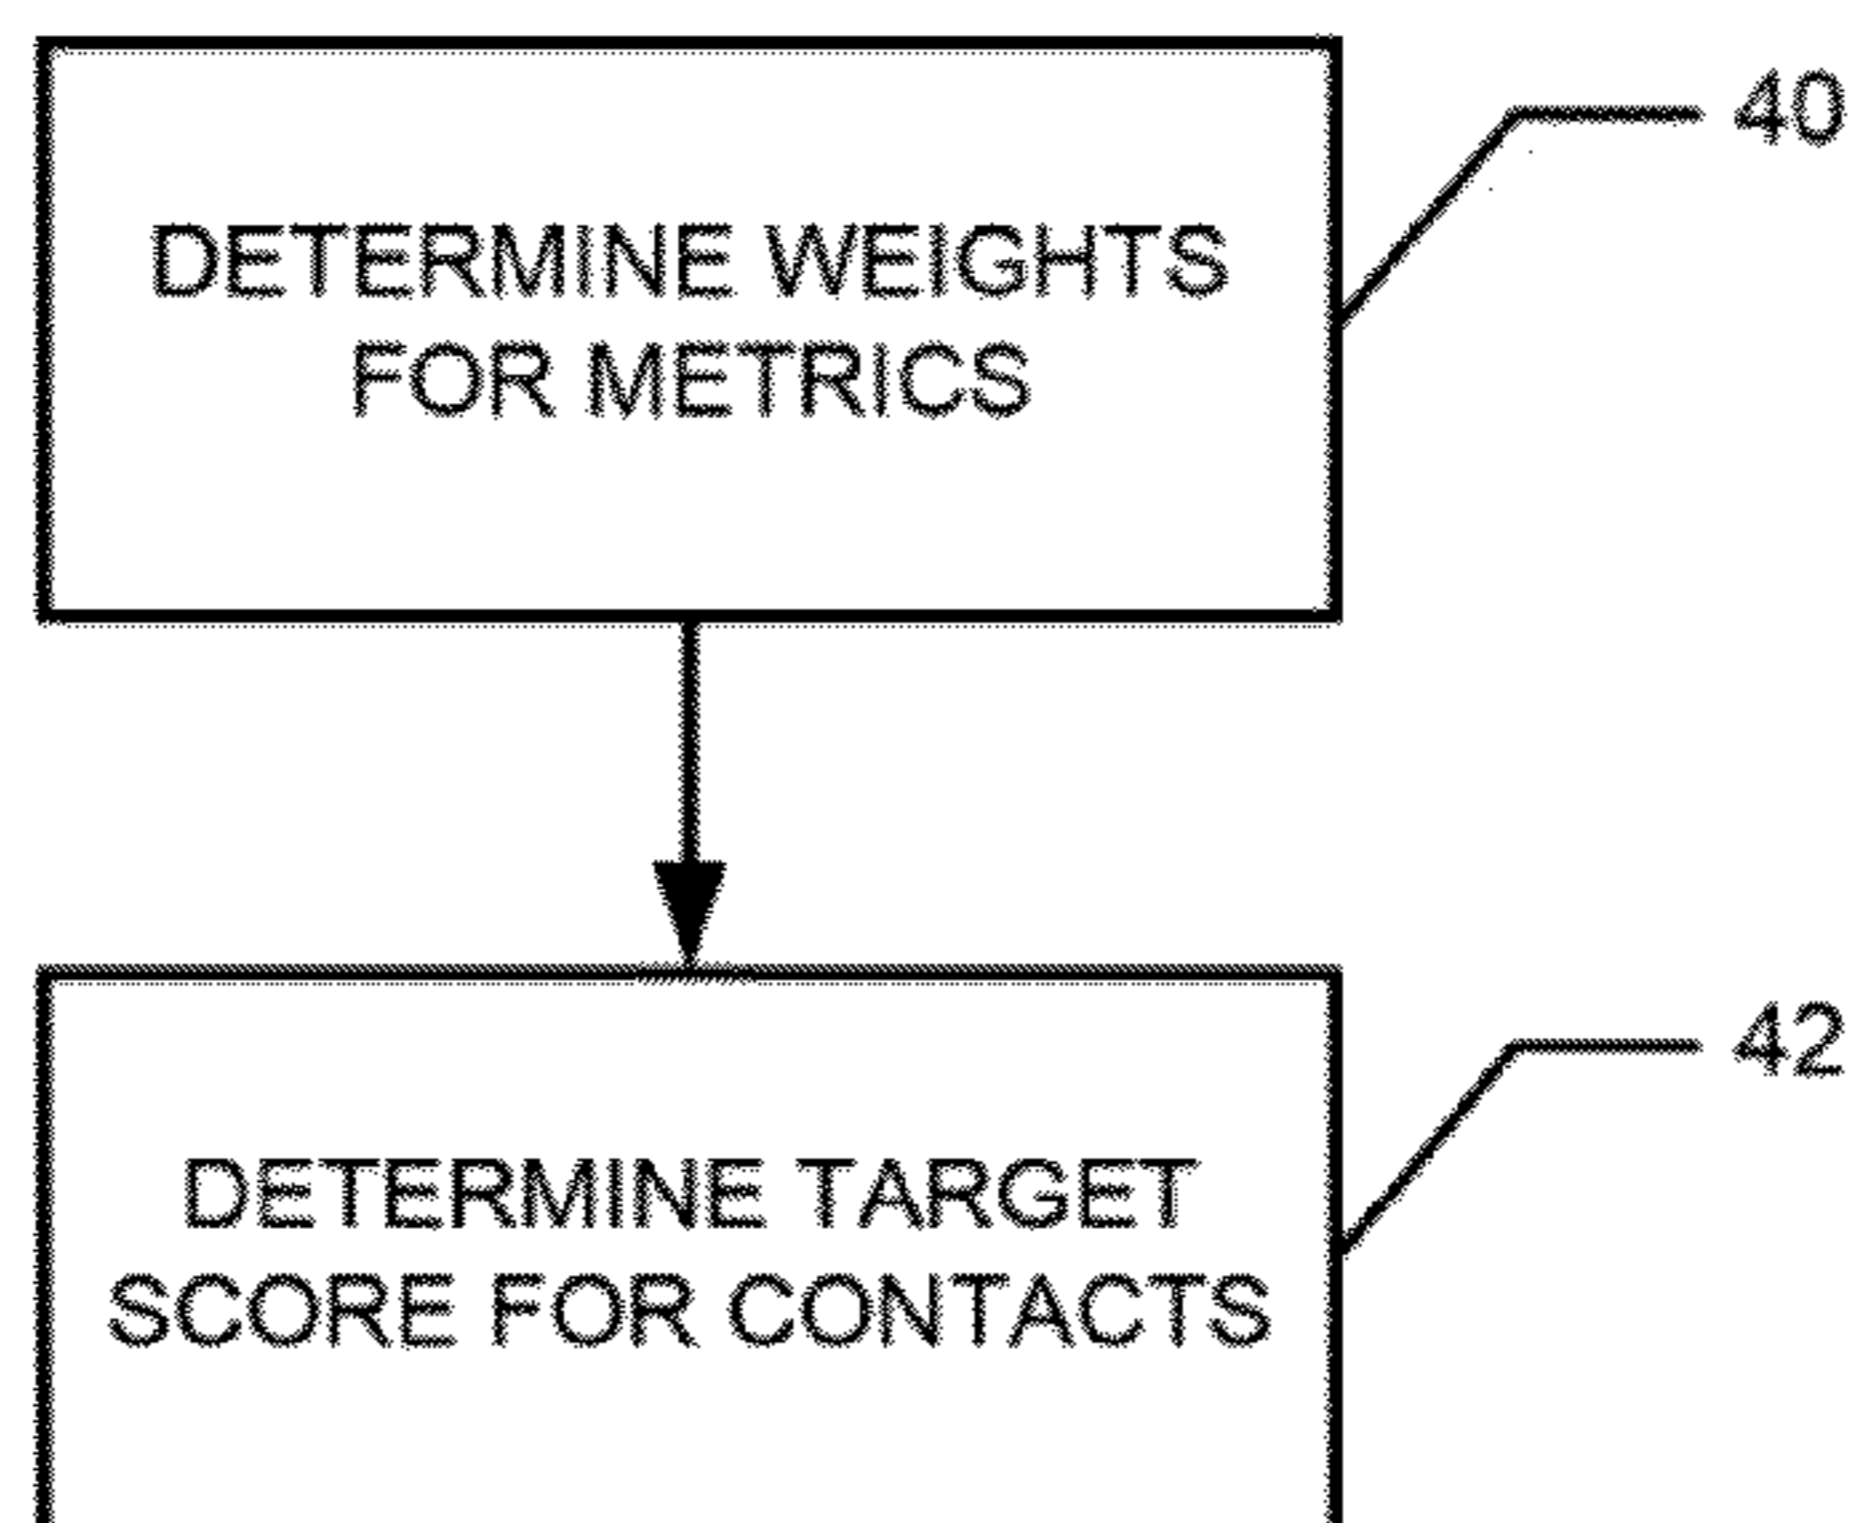 40
DETERMINE WEIGHTS
FOR METRICS
42
DETERMINE TARGET
SCORE FOR CONTACTS